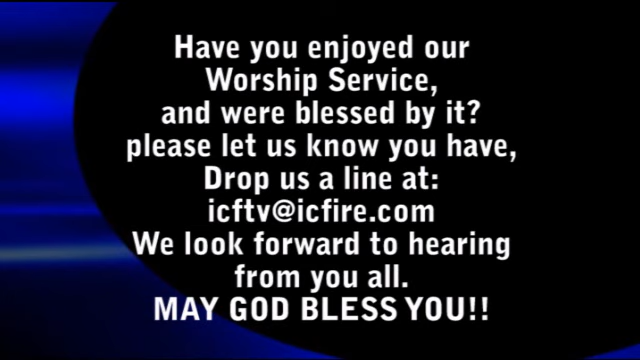 Have you enjoyed our
Worship Service,
and were blessed by it?
please let us know you have,
Drop us a line at:
icftv@icfire.com
We look forward to hearing
from you all.
MAY GOD BLESS YOU!!